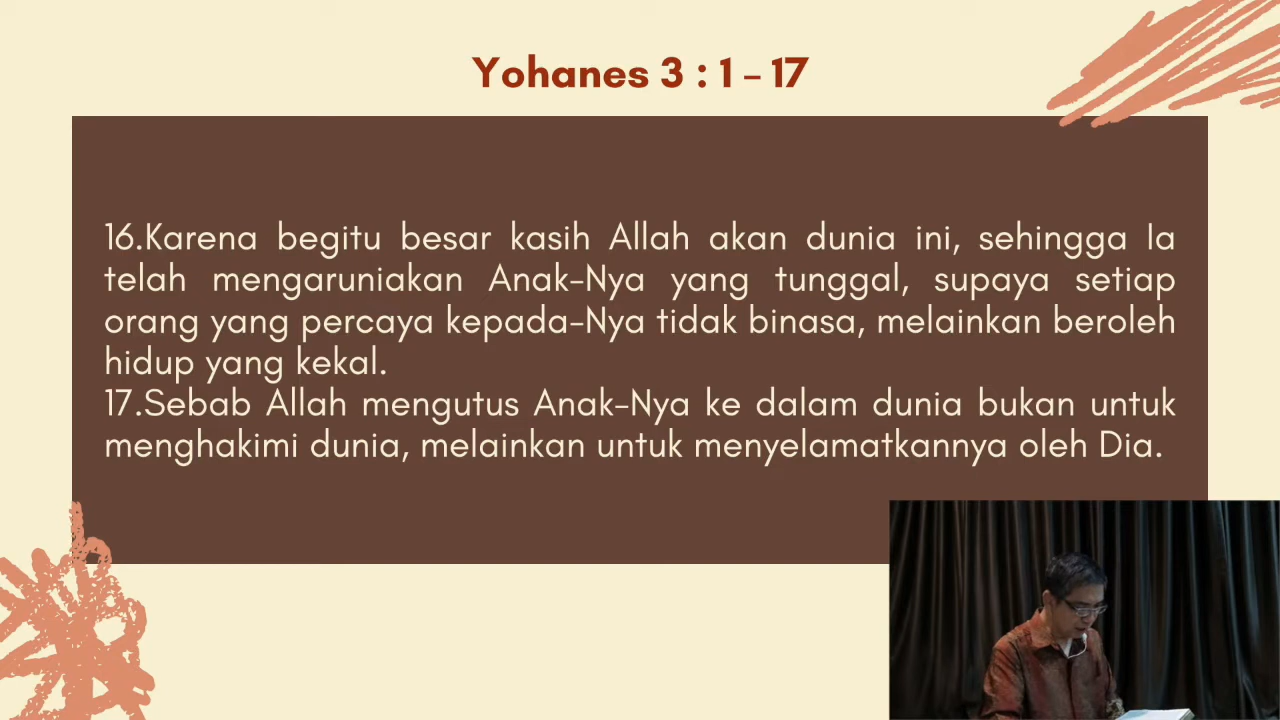 Yohanes 3 : 1 – 17
16.Karena begitu besar kasih Allah akan dunia ini, sehingga Ia
telah mengaruniakan Anak-Nya yang tunggal, supaya setiap
orang yang percaya kepada-Nya tidak binasa, melainkan beroleh
hidup yang kekal.
17.Sebab Allah mengutus Anak-Nya ke dalam dunia bukan untuk
menghakimi dunia, melainkan untuk menyelamatkannya oleh Dia.